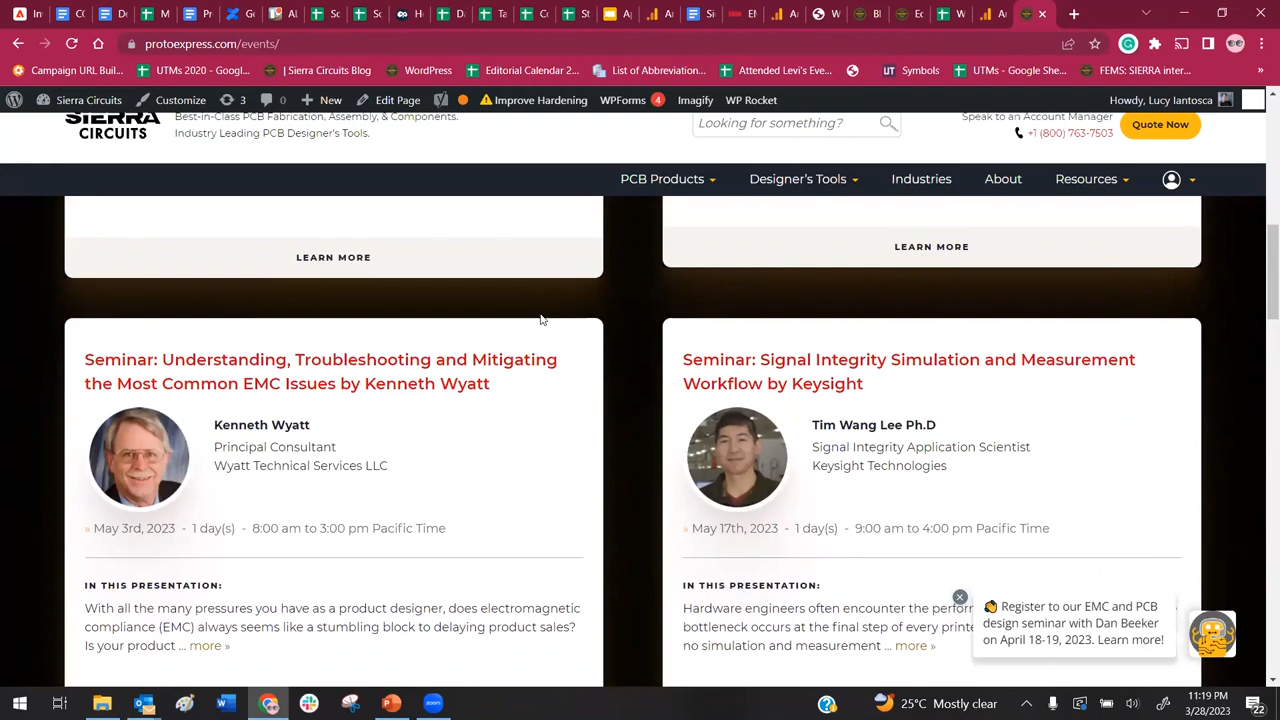 In
Sc
Sc
H
D
Ta
C
St
A
A
Sc
A
W
Bl
Ec
W
A
protoexpress.com/events/
Campaign URL Buil...
UTMs 2020 - Googl...
| Sierra Circuits Blog
WordPress
Editorial Calendar 2...
List of Abbreviation...
Attended Levi's Eve...
UT Symbols
UTMs - Google She...
FEMS: SIERRA inter...
Sierra Circuits
Customize
3
0
New
Edit Page
Improve Hardening
WPForms 4
Imagify
WP Rocket
Howdy, Lucy Iantosca
SIERRA
CIRCUITS
Best-in-Class PCB Fabrication, Assembly, & Components.
Industry Leading PCB Designer's Tools.
Looking for something?
Speak to an Account Manager
+1 (800) 763-7503
Quote Now
PCB Products
Designer's Tools
Industries
About
Resources
LEARN MORE
LEARN MORE
Seminar: Understanding, Troubleshooting and Mitigating
the Most Common EMC Issues by Kenneth Wyatt
Kenneth Wyatt
Principal Consultant
Wyatt Technical Services LLC
» May 3rd, 2023 - 1 day(s) - 8:00 am to 3:00 pm Pacific Time
IN THIS PRESENTATION:
With all the many pressures you have as a product designer, does electromagnetic
compliance (EMC) always seems like a stumbling block to delaying product sales?
Is your product ... more »
Seminar: Signal Integrity Simulation and Measurement
Workflow by Keysight
Tim Wang Lee Ph.D
Signal Integrity Application Scientist
Keysight Technologies
» May 17th, 2023 - 1 day(s) - 9:00 am to 4:00 pm Pacific Time
IN THIS PRESENTATION:
Hardware engineers often encounter the perfor
bottleneck occurs at the final step of every printe
no simulation and measurement ... more »
Register to our EMC and PCB
design seminar with Dan Beeker
on April 18-19, 2023. Learn more!
25°C Mostly clear
11:19 PM
3/28/2023
22